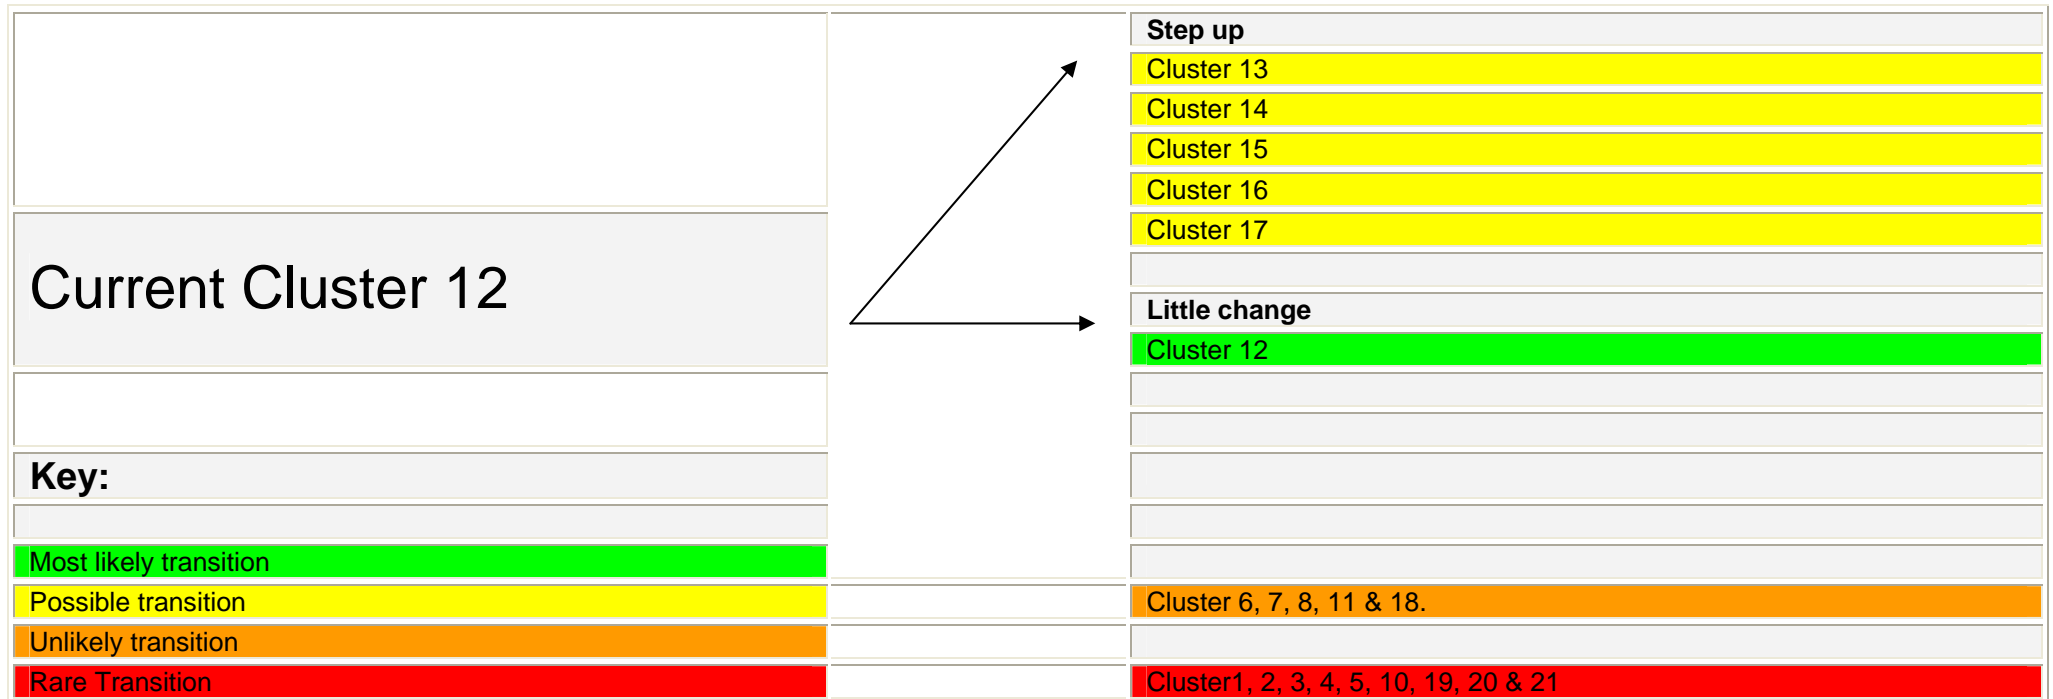 Step up
Cluster 13
Cluster 14
Cluster 15
Cluster 16
Cluster 17
Current Cluster 12
Little change
Cluster 12
Key:
Most likely transition
Possible transition
Cluster 6, 7, 8, 11 & 18.
Unlikely transition
Rare Transition
Cluster1, 2, 3, 4, 5, 10, 19, 20 & 21